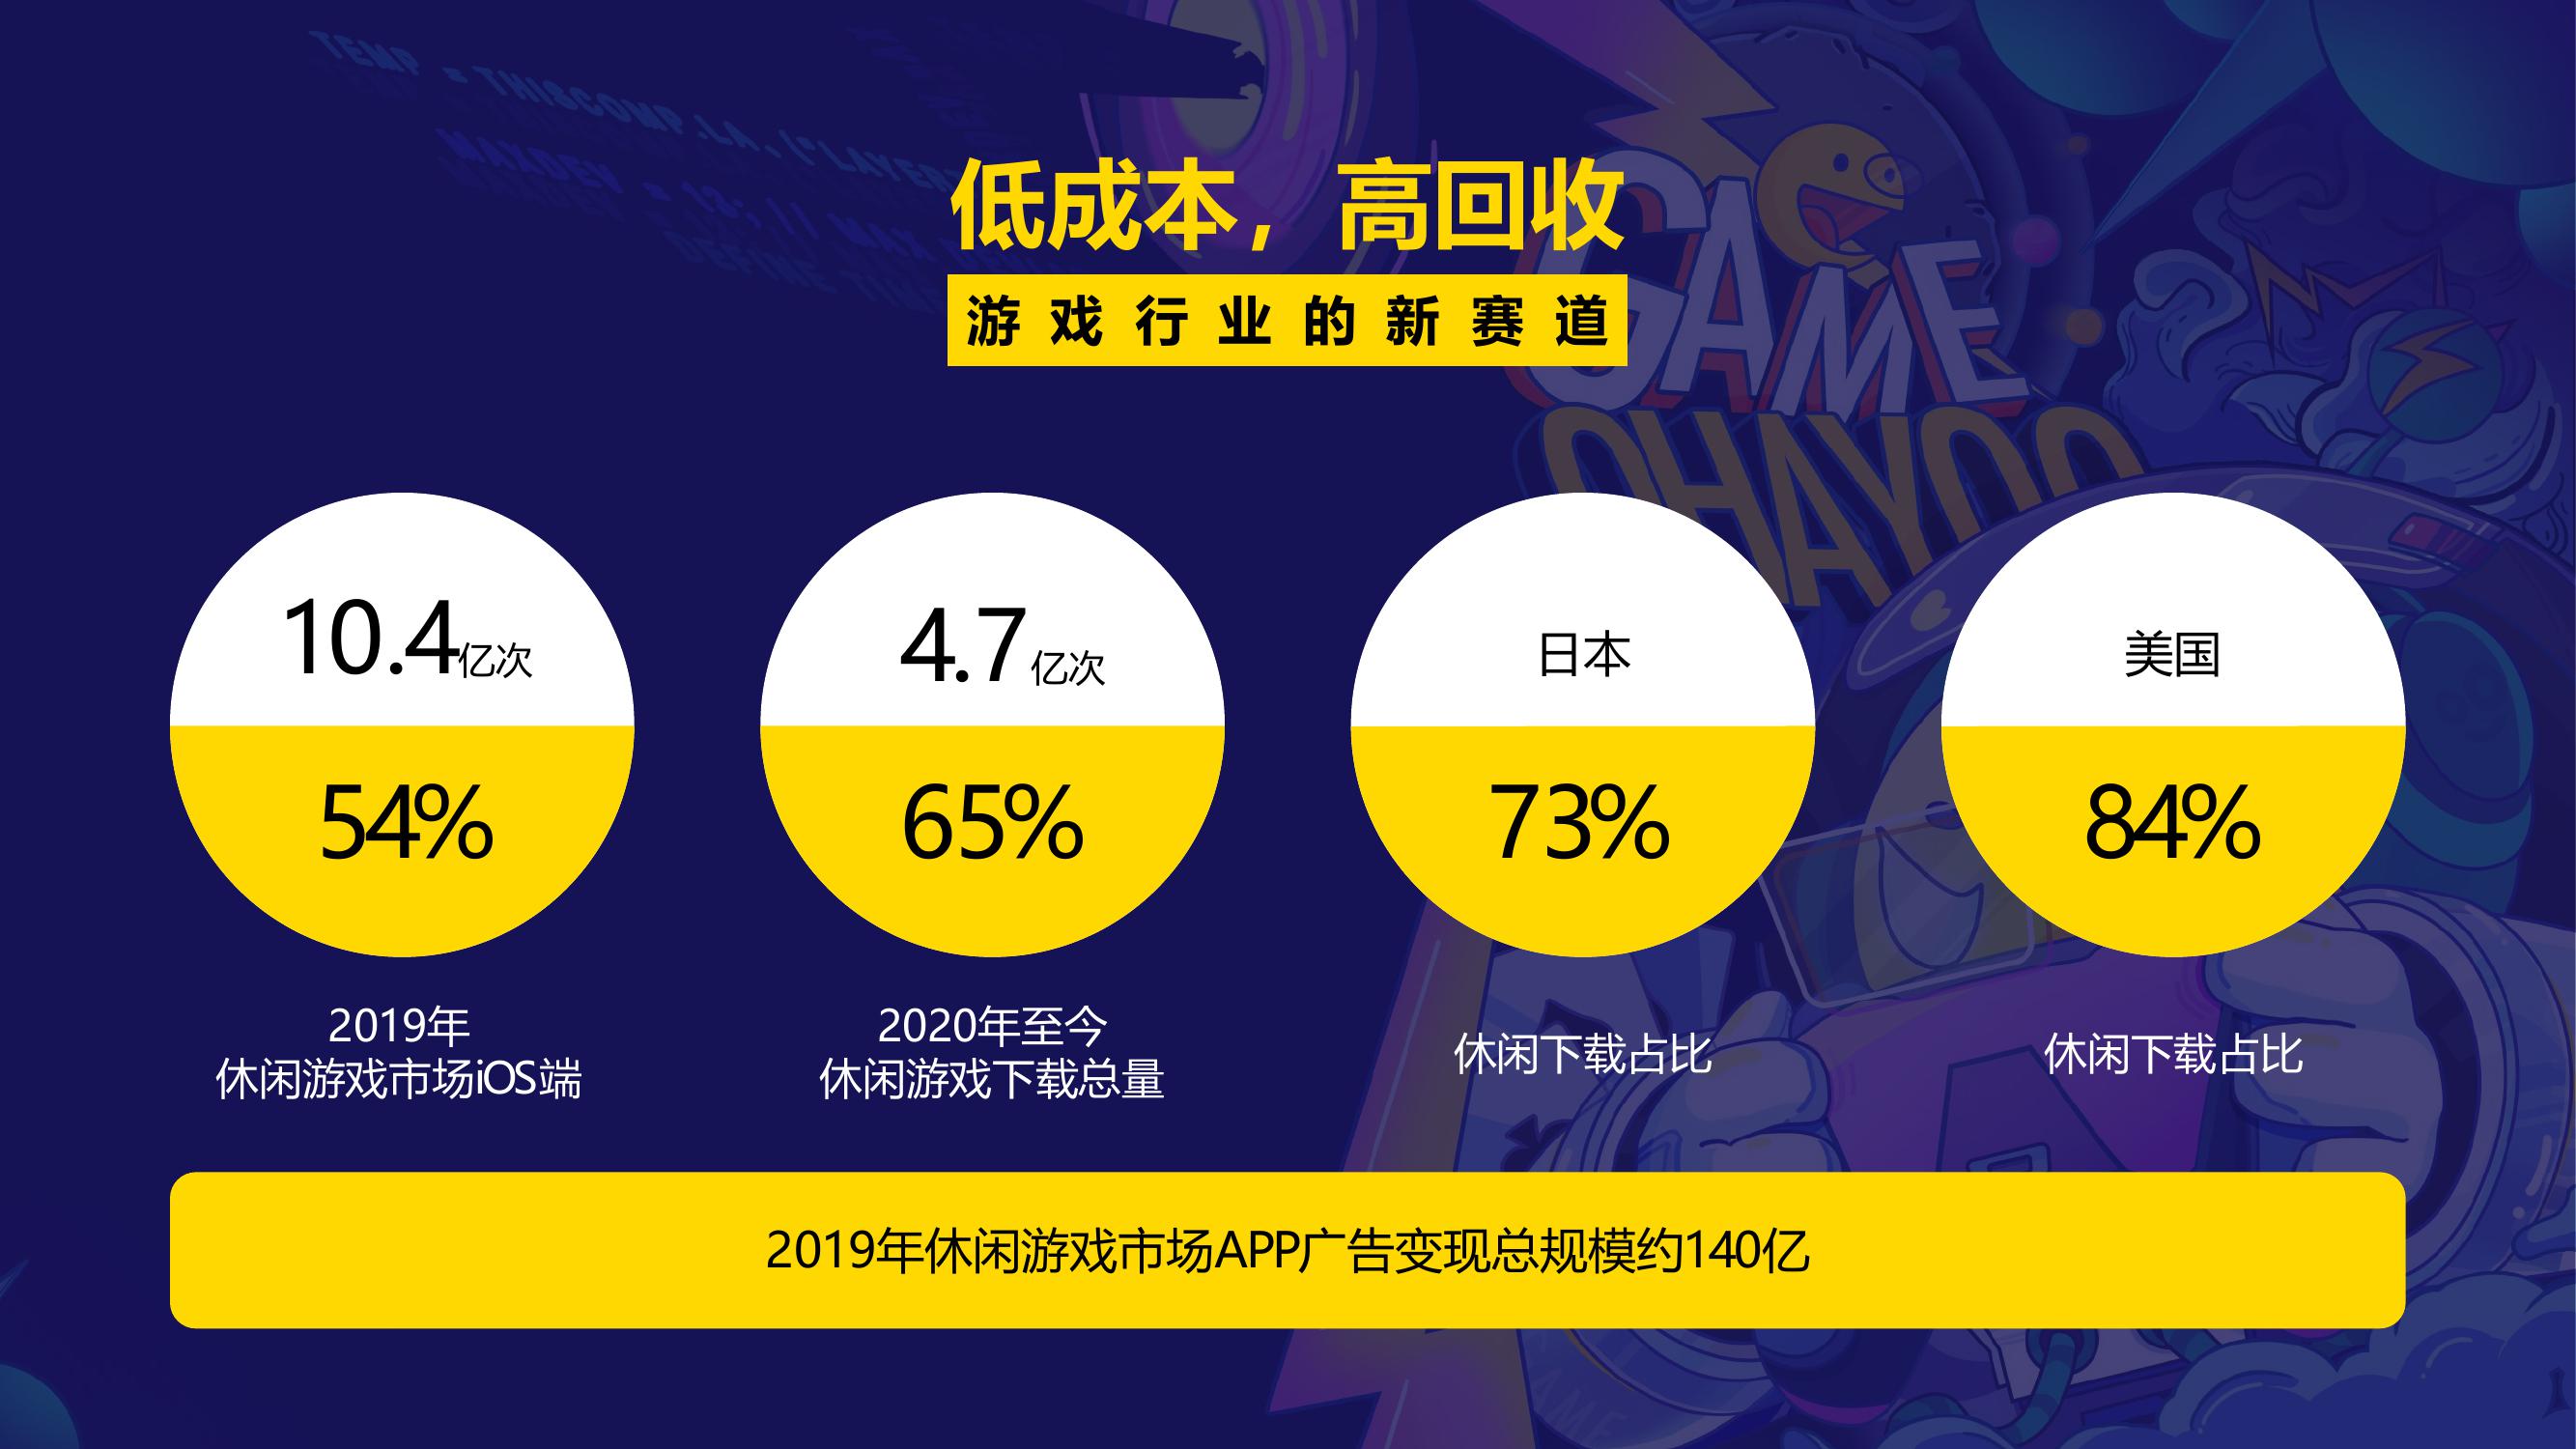 低成本，高回收
游戏行业的新赛道
GAME
OHAYOO
10.4亿次
54%
2019年
休闲游戏市场iOS端
4.7亿次
65%
2020年至今
休闲游戏下载总量
日本
73%
休闲下载占比
美国
84%
休闲下载占比
2019年休闲游戏市场APP广告变现总规模约140亿